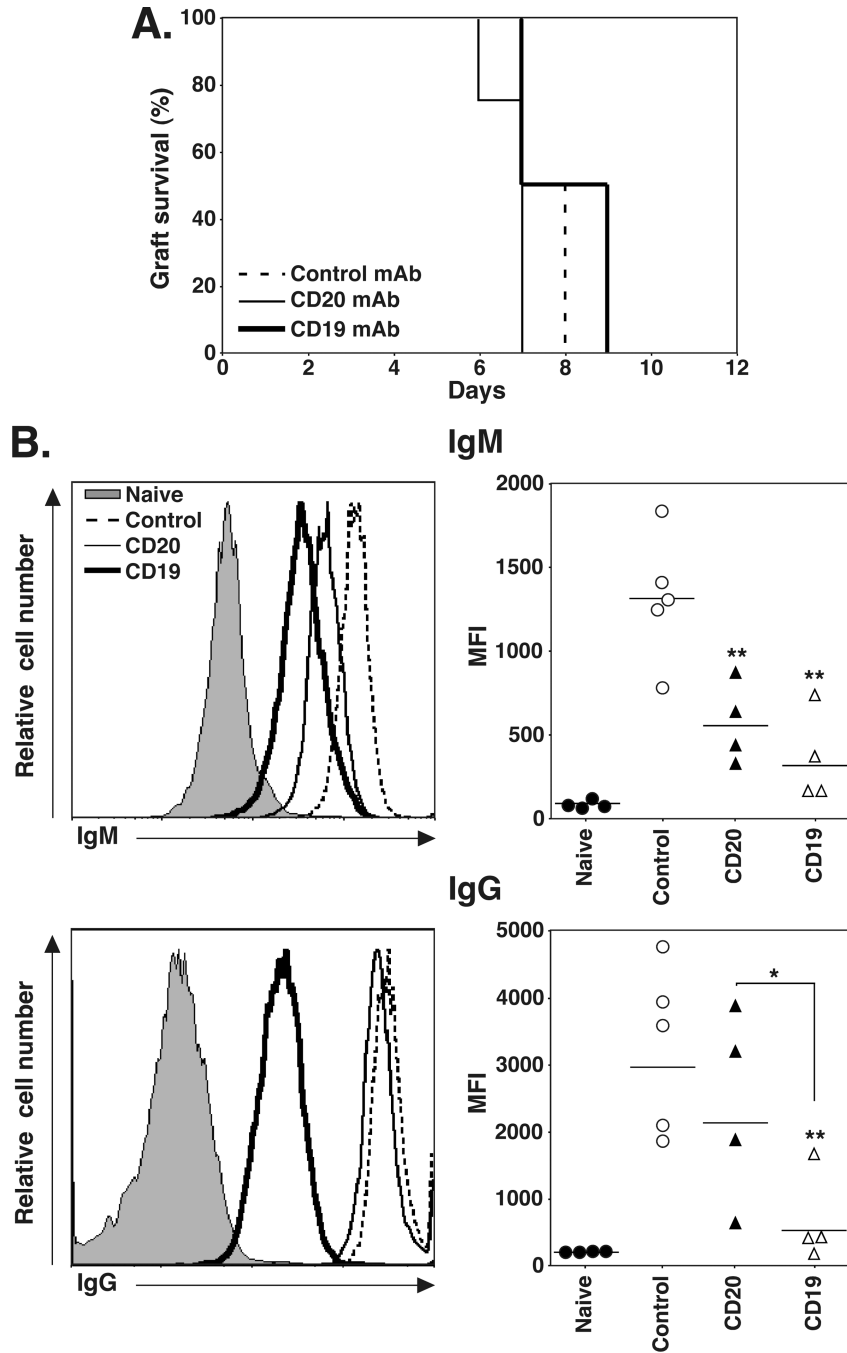 A.
100
80
60
40
20
0
Graft survival (%)
Control mAb
CD20 mAb
CD19 mAb
0 2 4 6 8 10 12
Days
B.
Naive
Control
CD20
CD19
Relative cell number
IgM
IgM
2000
1500
1000
500
0
MFI
**
**
Naive
Control
CD20
CD19
Relative cell number
IgG
IgG
5000
4000
3000
2000
1000
0
MFI
*
**
Naive
Control
CD20
CD19